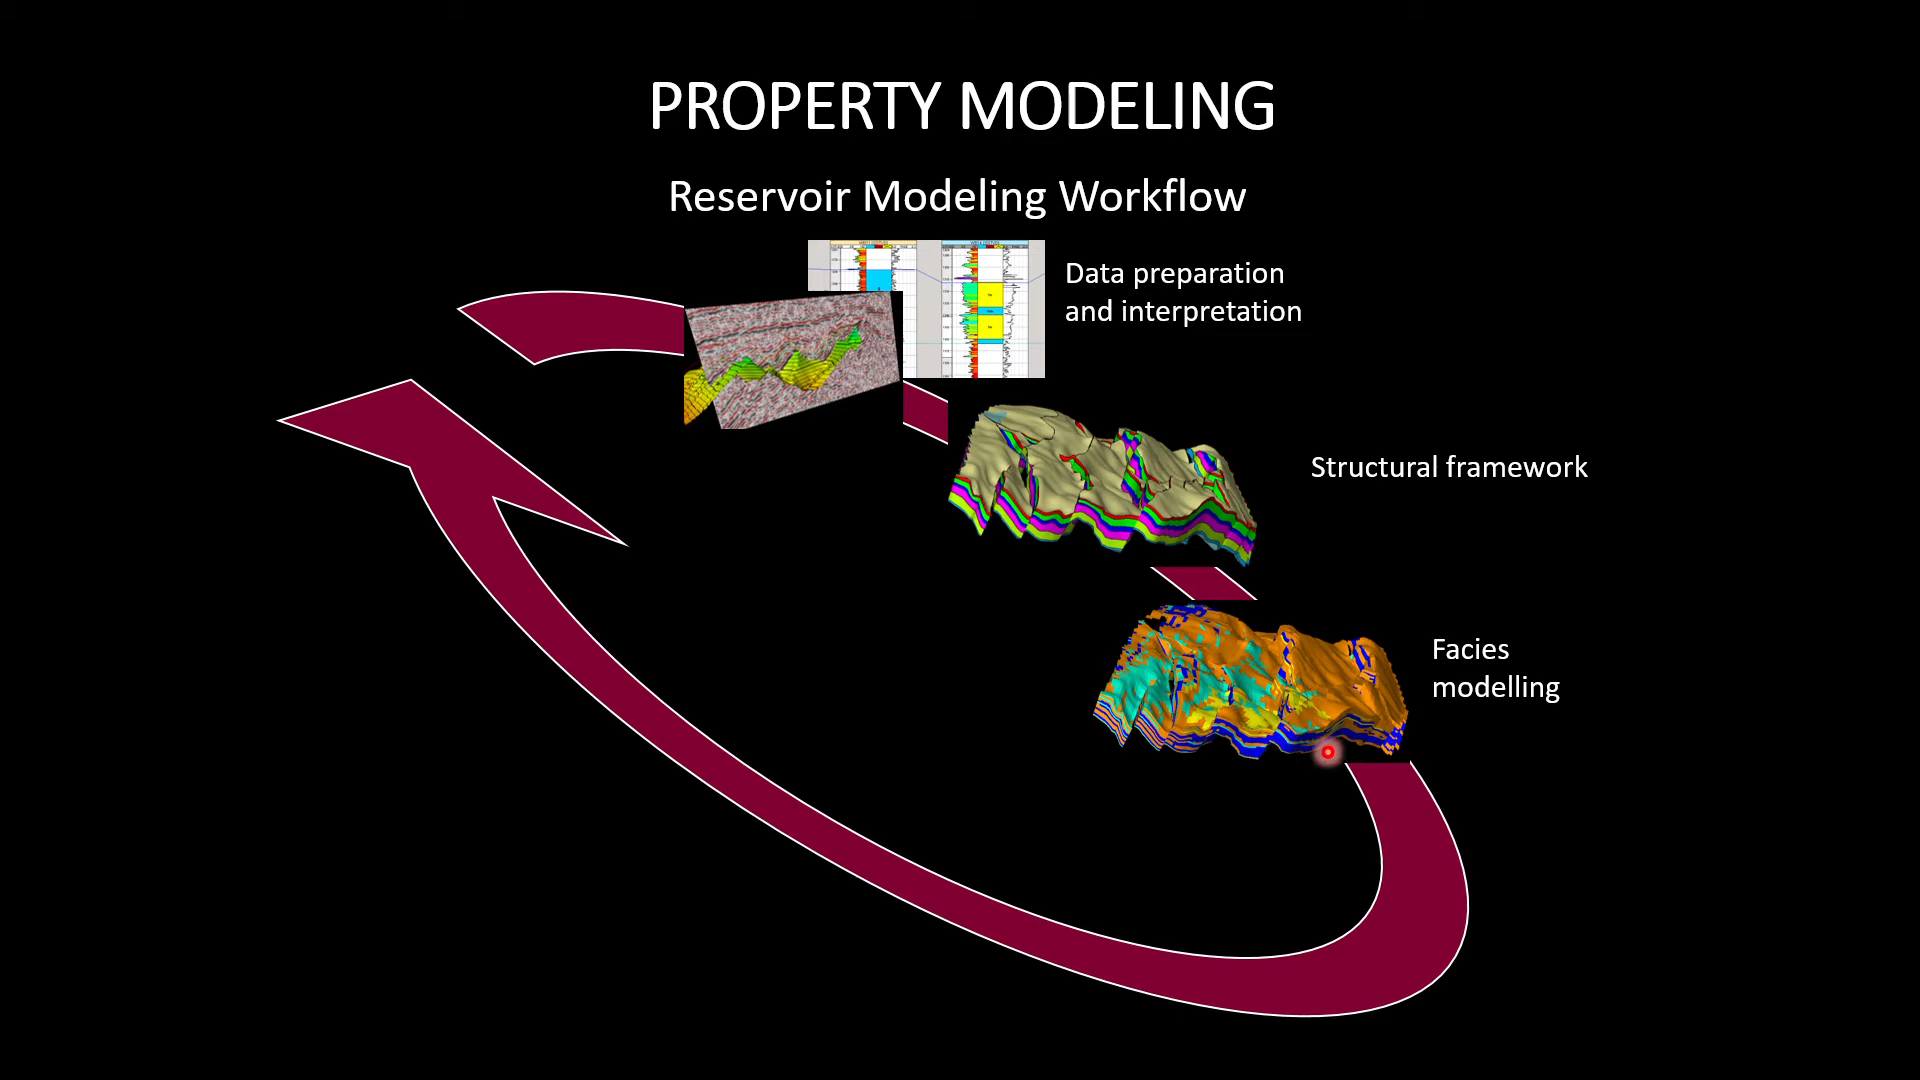 PROPERTY MODELING
Reservoir Modeling Workflow
Data preparation
and interpretation
Structural framework
Facies
modelling